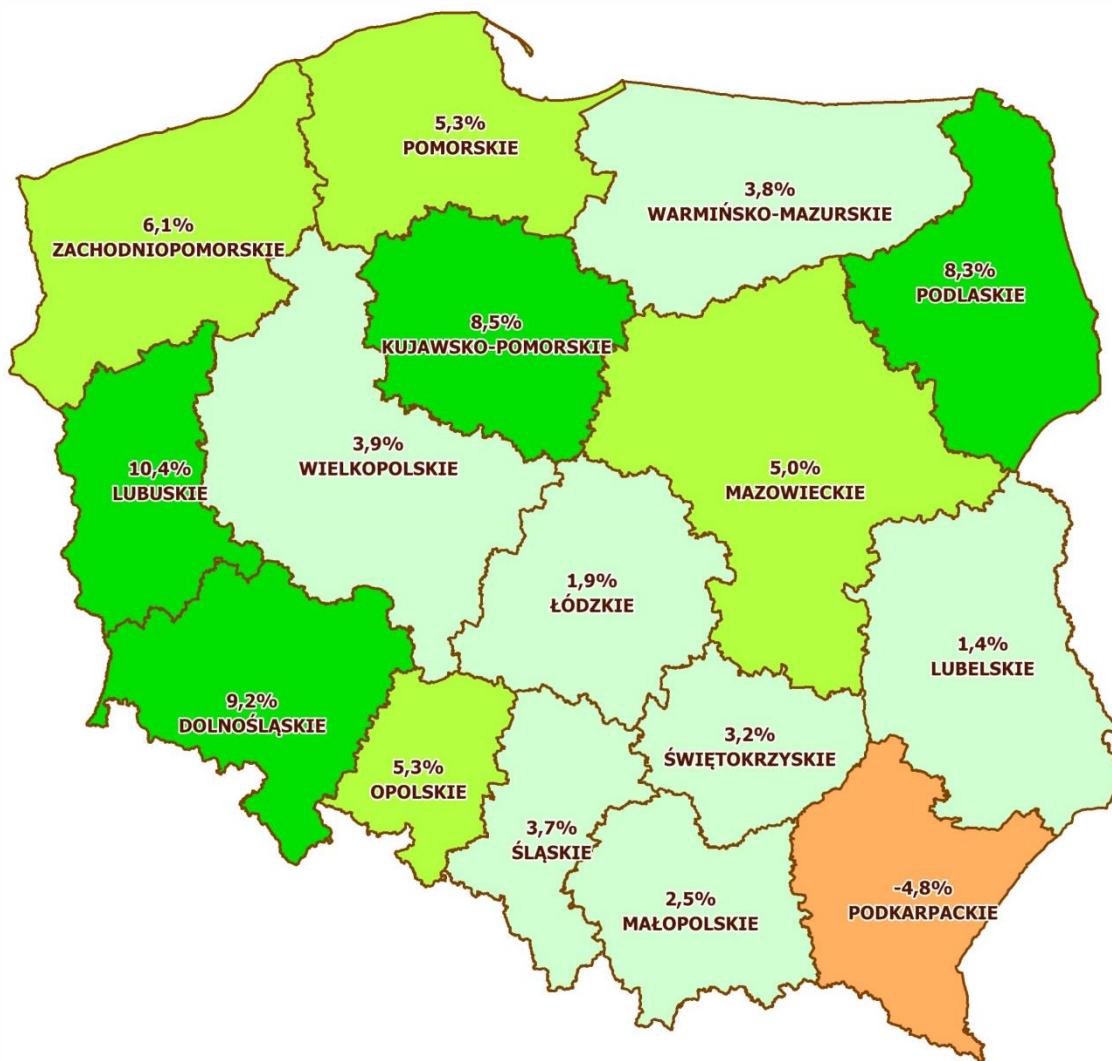 5,3%
POMORSKIE
3,8%
WARMIŃSKO-MAZURSKIE
6,1%
ZACHODNIOPOMORSKIE
8,3%
PODLASKIE
8,5%
KUJAWSKO-POMORSKIE
3,9%
WIELKOPOLSKIE
10,4%
LUBUSKIE
5,0%
MAZOWIECKIE
1,9%
ŁÓDZKIE
1,4%
LUBELSKIE
9,2%
DOLNOŚLĄSKIE
3,2%
ŚWIĘTOKRZYSKIE
5,3%
OPOLSKIE
3,7%
ŚLĄSKIE
2,5%
MAŁOPOLSKIE
-4,8%
PODKARPACKIE